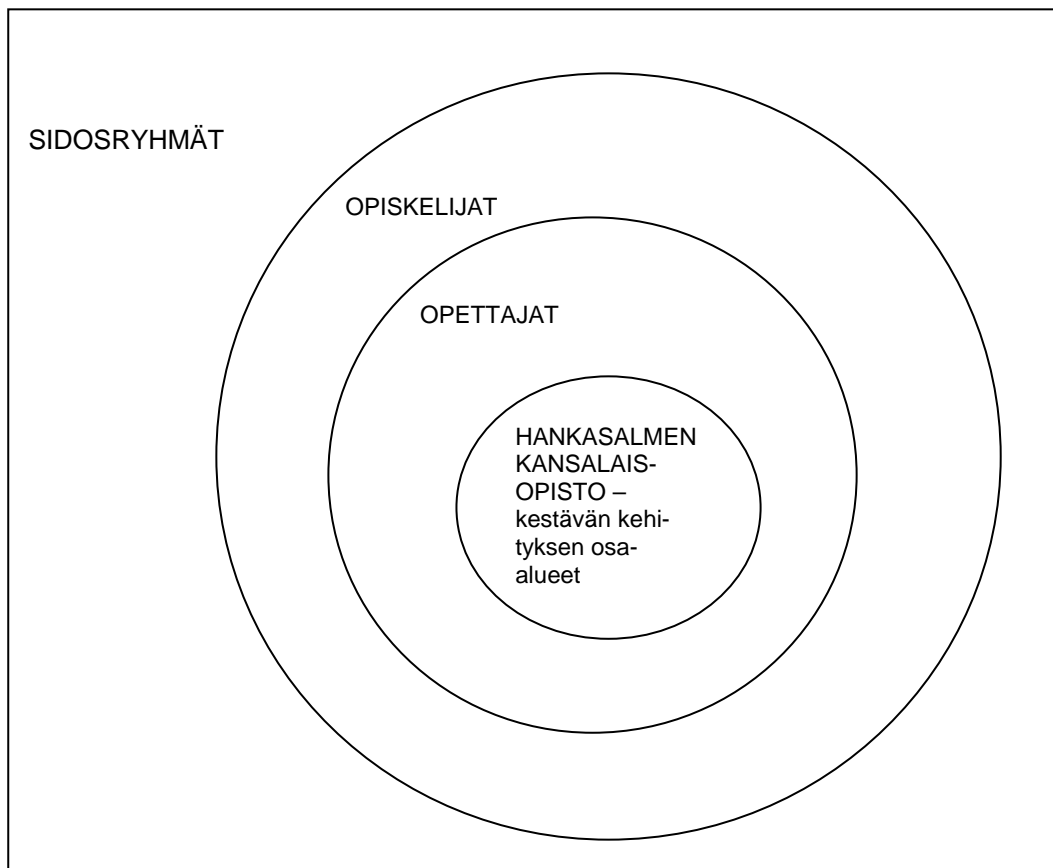 SIDOSRYHMÄT
OPISKELIJAT
OPETTAJAT
HANKASALMEN
KANSALAIS-
OPISTO –
kestävän kehi-
tyksen osa-
alueet